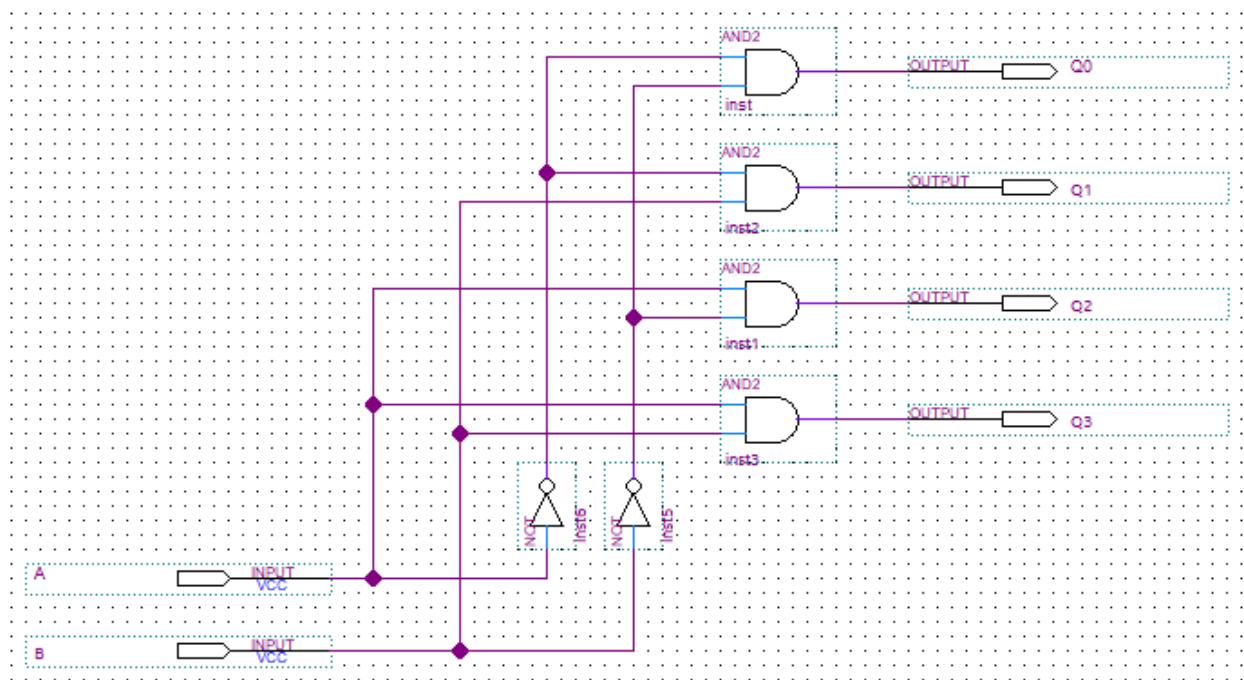 AND2
OUTPUT
Q0
inst
AND2
OUTPUT
Q1
inst2
AND2
OUTPUT
Q2
inst1
AND2
OUTPUT
Q3
inst3
NOT
inst6
NOT
inst5
A
INPUT
VCC
B
INPUT
VCC